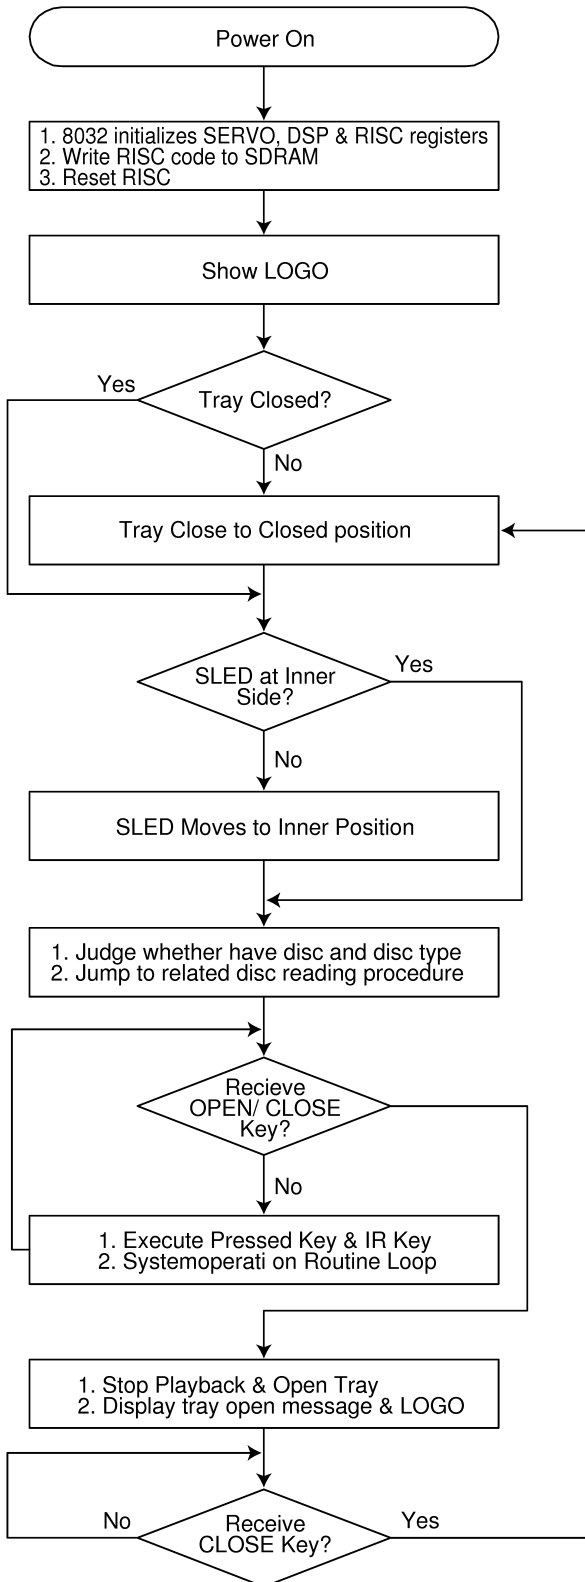 Power On
1. 8032 initializes SERVO, DSP & RISC registers
2. Write RISC code to SDRAM
3. Reset RISC
Show LOGO
Yes
Tray Closed?
No
Tray Close to Closed position
SLED at Inner
Side?
Yes
No
SLED Moves to Inner Position
1. Judge whether have disc and disc type
2. Jump to related disc reading procedure
Recieve
OPEN/ CLOSE
Key?
No
1. Execute Pressed Key & IR Key
2. Systemoperati on Routine Loop
1. Stop Playback & Open Tray
2. Display tray open message & LOGO
No
Receive
CLOSE Key?
Yes